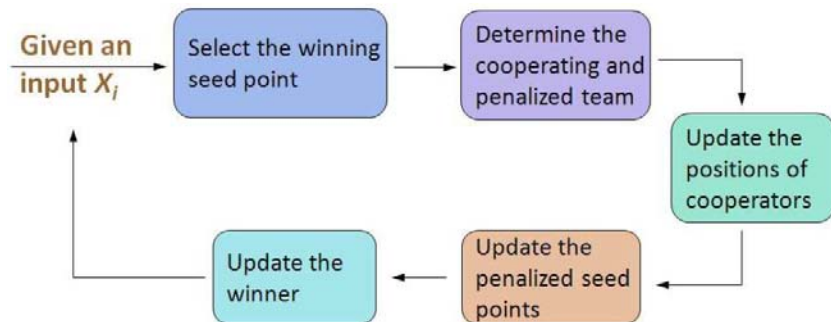 Given an
input Xi
Select the winning
seed point
Determine the
cooperating and
penalized team
Update the
positions of
cooperators
Update the
penalized seed
points
Update the
winner